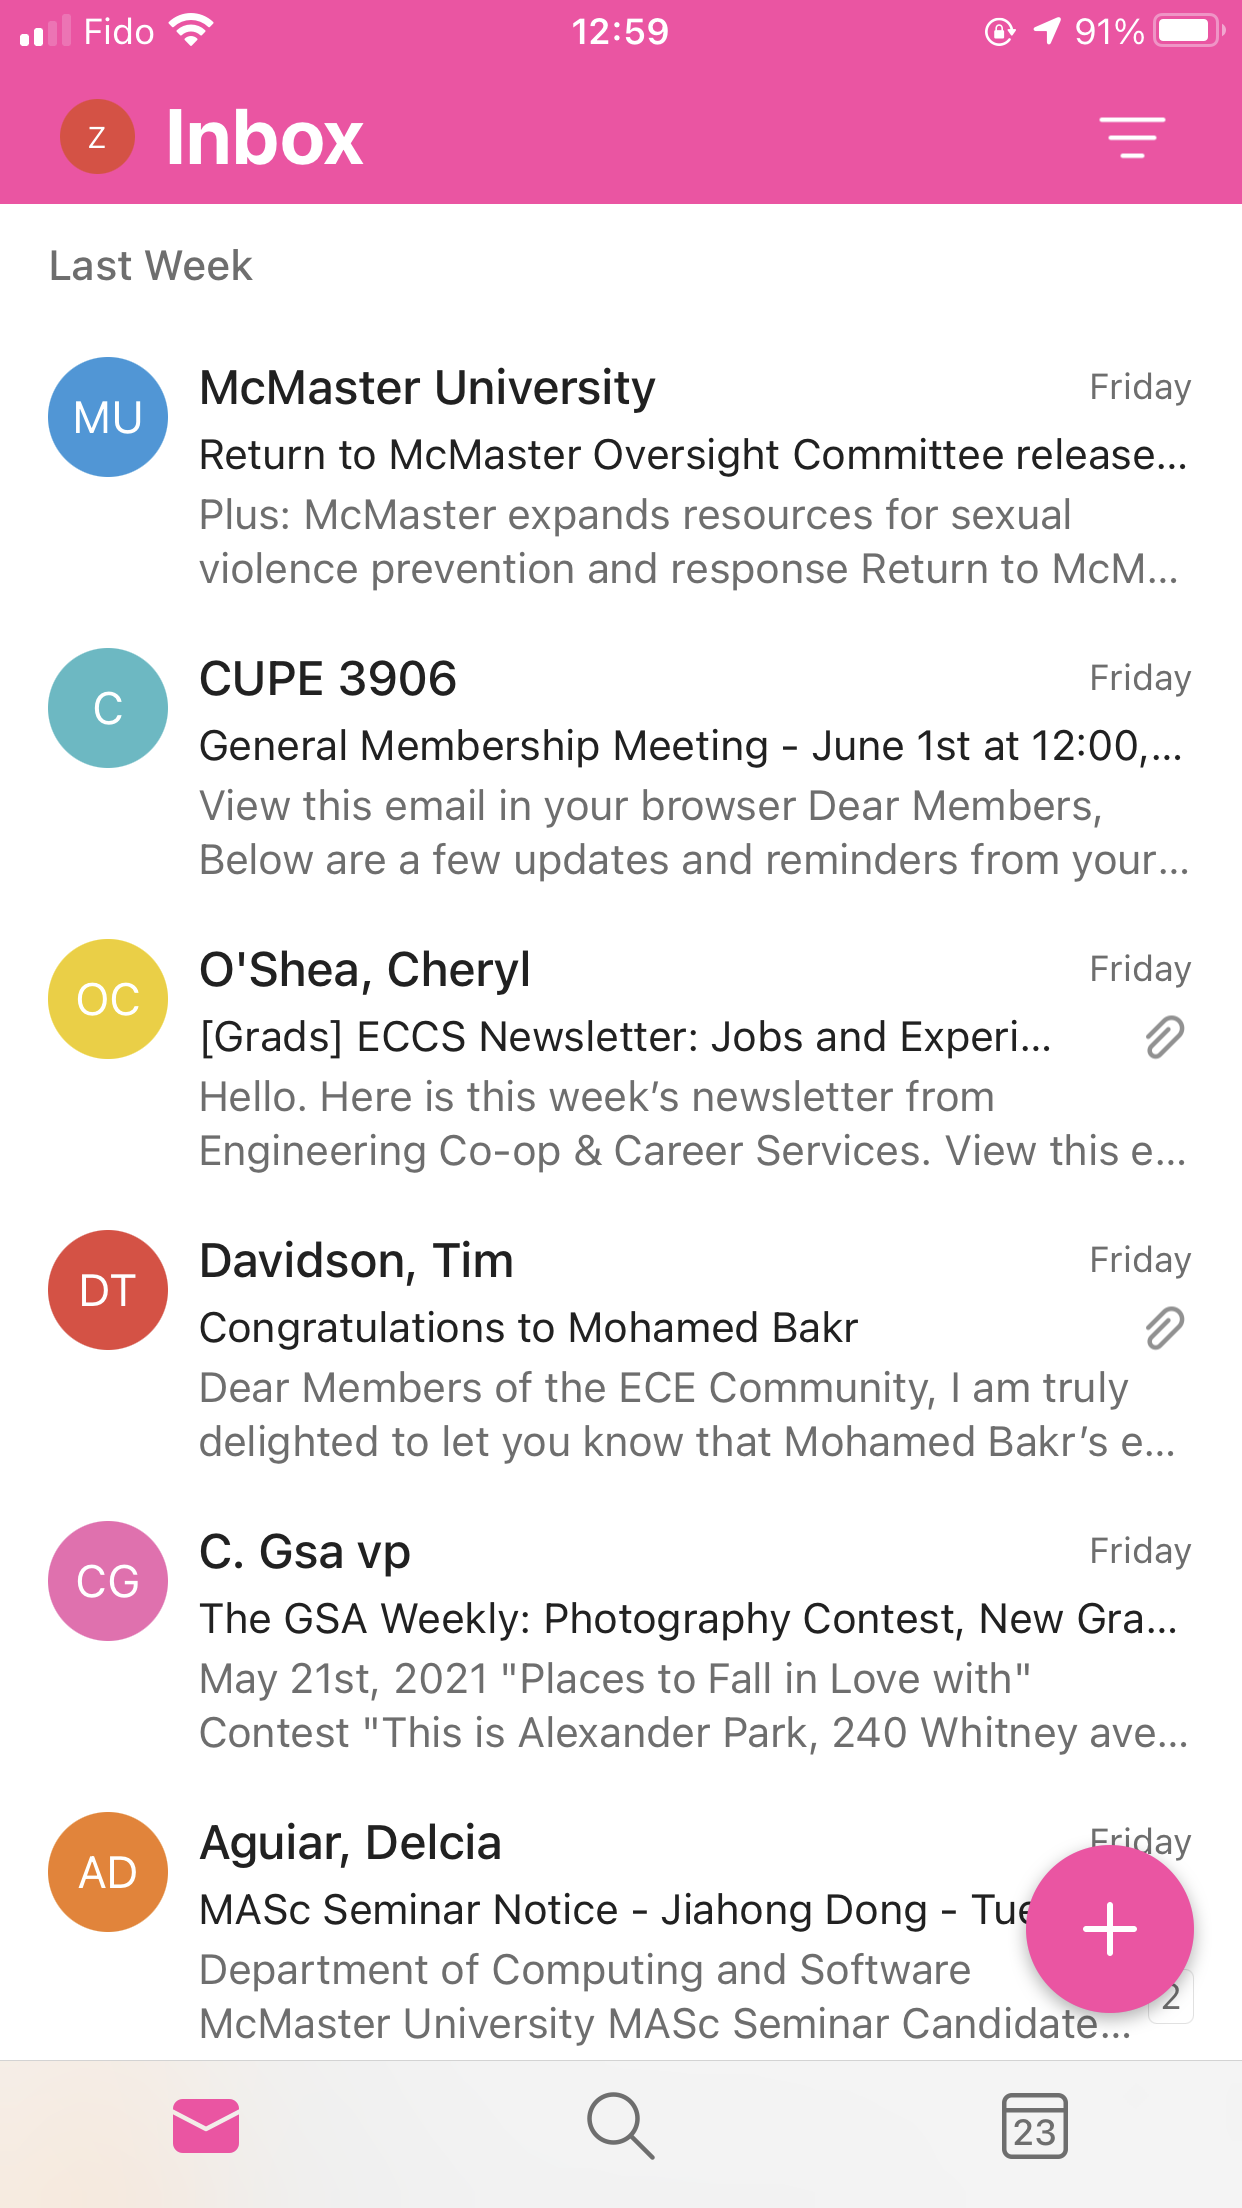 Fido 12:59 91%
Z Inbox
Last Week
MU McMaster University Friday
Return to McMaster Oversight Committee release...
Plus: McMaster expands resources for sexual
violence prevention and response Return to McM...
C CUPE 3906 Friday
General Membership Meeting - June 1st at 12:00,...
View this email in your browser Dear Members,
Below are a few updates and reminders from your...
OC O'Shea, Cheryl Friday
[Grads] ECCS Newsletter: Jobs and Experi...
Hello. Here is this week’s newsletter from
Engineering Co-op & Career Services. View this e...
DT Davidson, Tim Friday
Congratulations to Mohamed Bakr
Dear Members of the ECE Community, I am truly
delighted to let you know that Mohamed Bakr’s e...
CG C. Gsa vp Friday
The GSA Weekly: Photography Contest, New Gra...
May 21st, 2021 "Places to Fall in Love with"
Contest "This is Alexander Park, 240 Whitney ave...
AD Aguiar, Delcia Friday
MASc Seminar Notice - Jiahong Dong - Tue
Department of Computing and Software
McMaster University MASc Seminar Candidate... 2
23